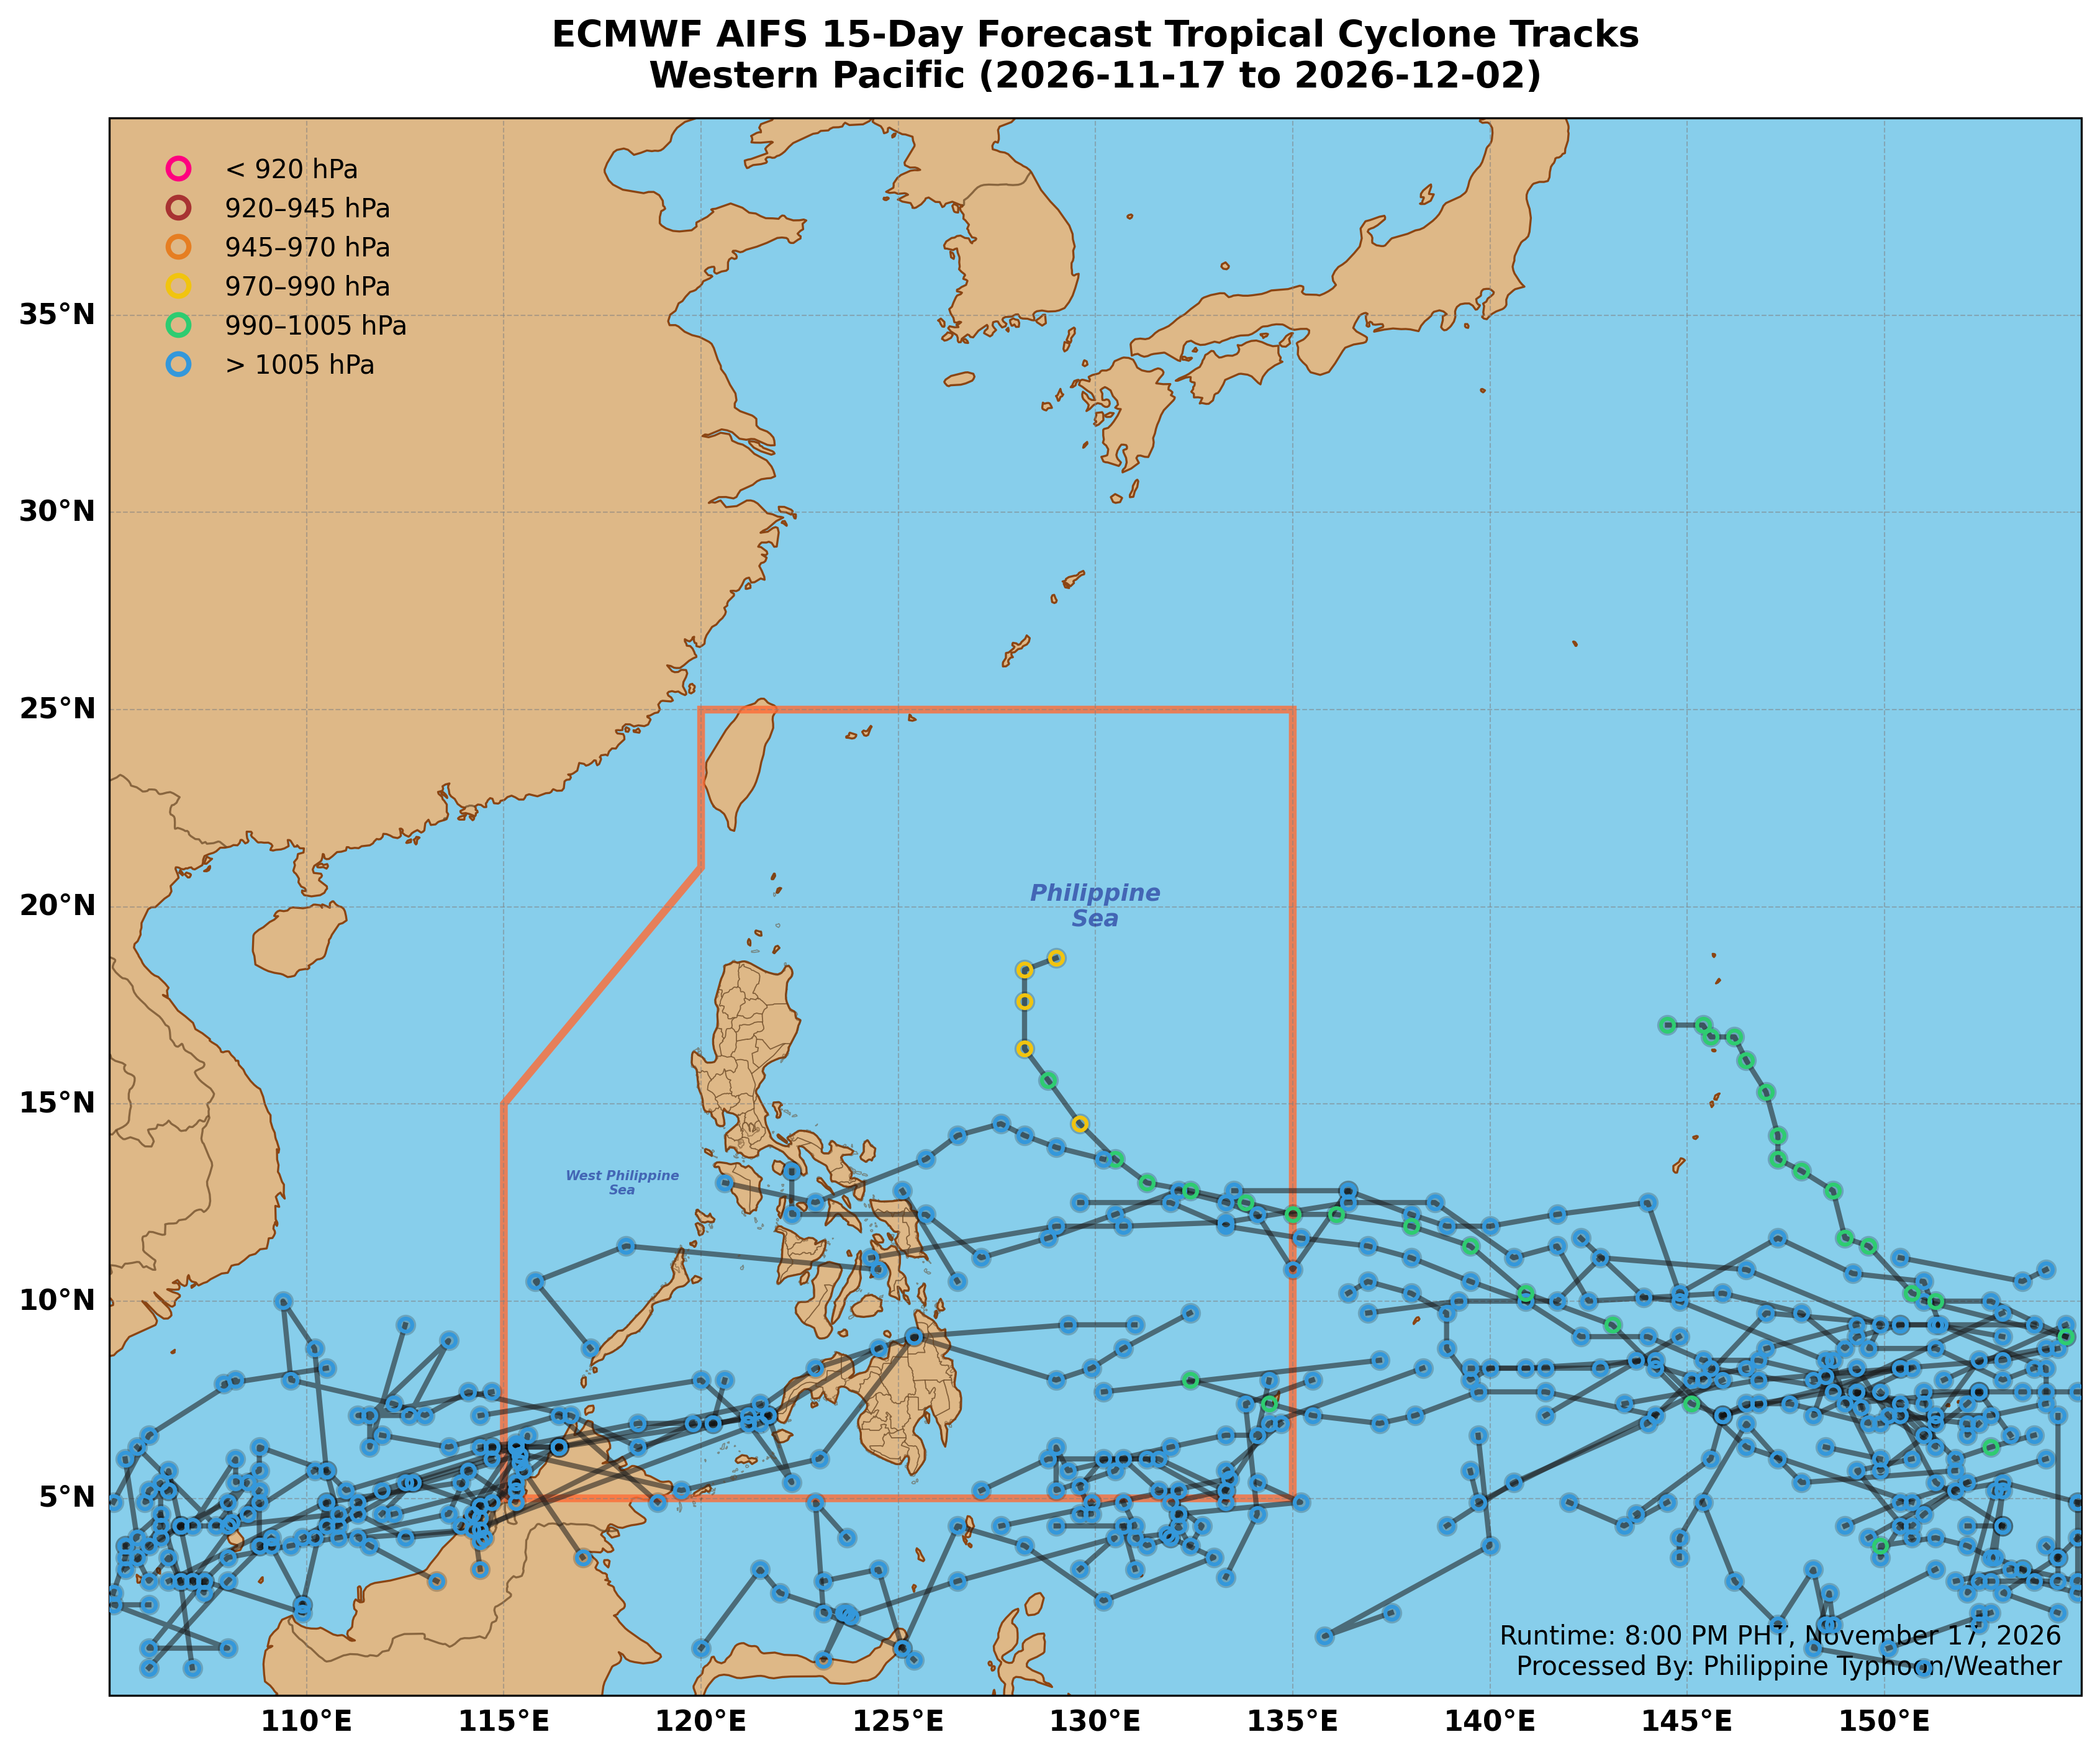 ECMWF AIFS 15-Day Forecast Tropical Cyclone Tracks
Western Pacific (2026-11-17 to 2026-12-02)
< 920 hPa
920–945 hPa
945–970 hPa
970–990 hPa
990–1005 hPa
> 1005 hPa
35°N
30°N
25°N
20°N
15°N
10°N
5°N
Philippine
Sea
West Philippine
Sea
Runtime: 8:00 PM PHT, November 17, 2026
Processed By: Philippine Typhoon/Weather
110°E
115°E
120°E
125°E
130°E
135°E
140°E
145°E
150°E